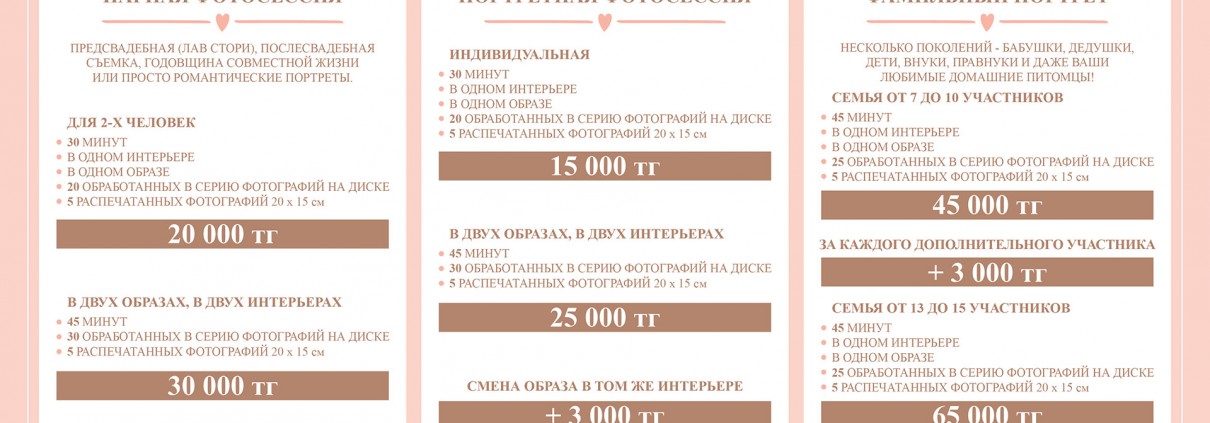 ПАРНАЯ ФОТОСЕССИЯ
ПРЕДСВАДЕБНАЯ (ЛАВ СТОРИ), ПОСЛЕСВАДЕБНАЯ
СЪЕМКА, ГОДОВЩИНА СОВМЕСТНОЙ ЖИЗНИ
ИЛИ ПРОСТО РОМАНТИЧЕСКИЕ ПОРТРЕТЫ.
ДЛЯ 2-Х ЧЕЛОВЕК
30 МИНУТ
В ОДНОМ ИНТЕРЬЕРЕ
В ОДНОМ ОБРАЗЕ
20 ОБРАБОТАННЫХ В СЕРИЮ ФОТОГРАФИЙ НА ДИСКЕ
5 РАСПЕЧАТАННЫХ ФОТОГРАФИЙ 20 х 15 см
20 000 тг
В ДВУХ ОБРАЗАХ, В ДВУХ ИНТЕРЬЕРАХ
45 МИНУТ
30 ОБРАБОТАННЫХ В СЕРИЮ ФОТОГРАФИЙ НА ДИСКЕ
5 РАСПЕЧАТАННЫХ ФОТОГРАФИЙ 20 х 15 см
30 000 тг
ПОРТРЕТНАЯ ФОТОСЕССИЯ
ИНДИВИДУАЛЬНАЯ
30 МИНУТ
В ОДНОМ ИНТЕРЬЕРЕ
В ОДНОМ ОБРАЗЕ
20 ОБРАБОТАННЫХ В СЕРИЮ ФОТОГРАФИЙ НА ДИСКЕ
5 РАСПЕЧАТАННЫХ ФОТОГРАФИЙ 20 х 15 см
15 000 тг
В ДВУХ ОБРАЗАХ, В ДВУХ ИНТЕРЬЕРАХ
45 МИНУТ
30 ОБРАБОТАННЫХ В СЕРИЮ ФОТОГРАФИЙ НА ДИСКЕ
5 РАСПЕЧАТАННЫХ ФОТОГРАФИЙ 20 х 15 см
25 000 тг
СМЕНА ОБРАЗА В ТОМ ЖЕ ИНТЕРЬЕРЕ
+ 3 000 тг
ФАМИЛЬНЫЙ ПОРТРЕТ
НЕСКОЛЬКО ПОКОЛЕНИЙ - БАБУШКИ, ДЕДУШКИ,
ДЕТИ, ВНУКИ, ПРАВНУКИ И ДАЖЕ ВАШИ
ЛЮБИМЫЕ ДОМАШНИЕ ПИТОМЦЫ!
СЕМЬЯ ОТ 7 ДО 10 УЧАСТНИКОВ
45 МИНУТ
В ОДНОМ ИНТЕРЬЕРЕ
В ОДНОМ ОБРАЗЕ
25 ОБРАБОТАННЫХ В СЕРИЮ ФОТОГРАФИЙ НА ДИСКЕ
5 РАСПЕЧАТАННЫХ ФОТОГРАФИЙ 20 х 15 см
45 000 тг
ЗА КАЖДОГО ДОПОЛНИТЕЛЬНОГО УЧАСТНИКА
+ 3 000 тг
СЕМЬЯ ОТ 13 ДО 15 УЧАСТНИКОВ
45 МИНУТ
В ОДНОМ ИНТЕРЬЕРЕ
В ОДНОМ ОБРАЗЕ
25 ОБРАБОТАННЫХ В СЕРИЮ ФОТОГРАФИЙ НА ДИСКЕ
5 РАСПЕЧАТАННЫХ ФОТОГРАФИЙ 20 х 15 см
65 000 тг